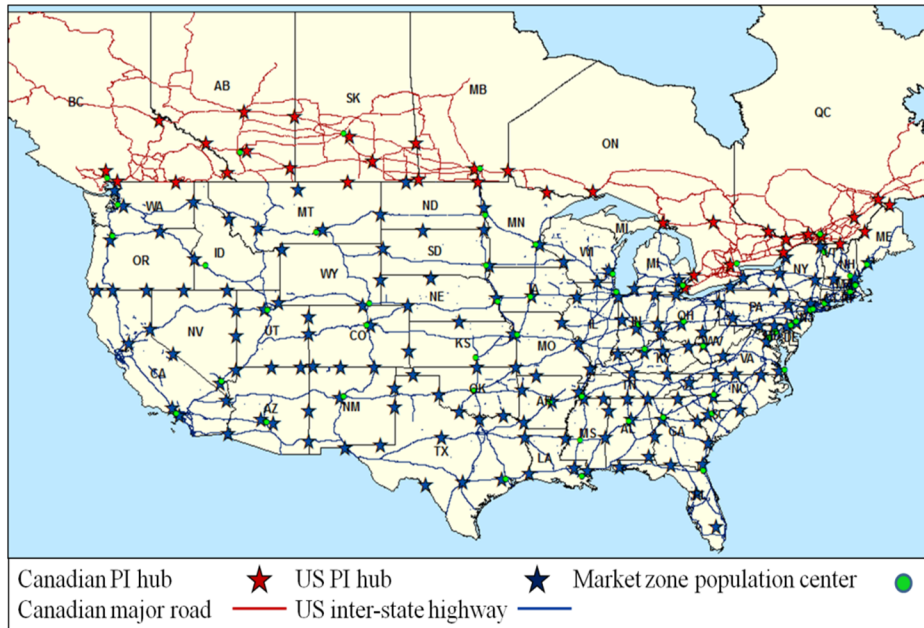 BC
AB
SK
MB
ON
QC
WA
MT
ND
MN
MI
ME
OR
ID
SD
WI
MI
NY
NH
WY
NE
IA
PA
NV
UT
CO
IL
IN
OH
KS
MO
KY
WV
VA
DE
CA
AZ
NM
OK
AR
TN
NC
SC
TX
LA
MS
AL
GA
FL
Canadian PI hub US PI hub Market zone population center
Canadian major road US inter-state highway